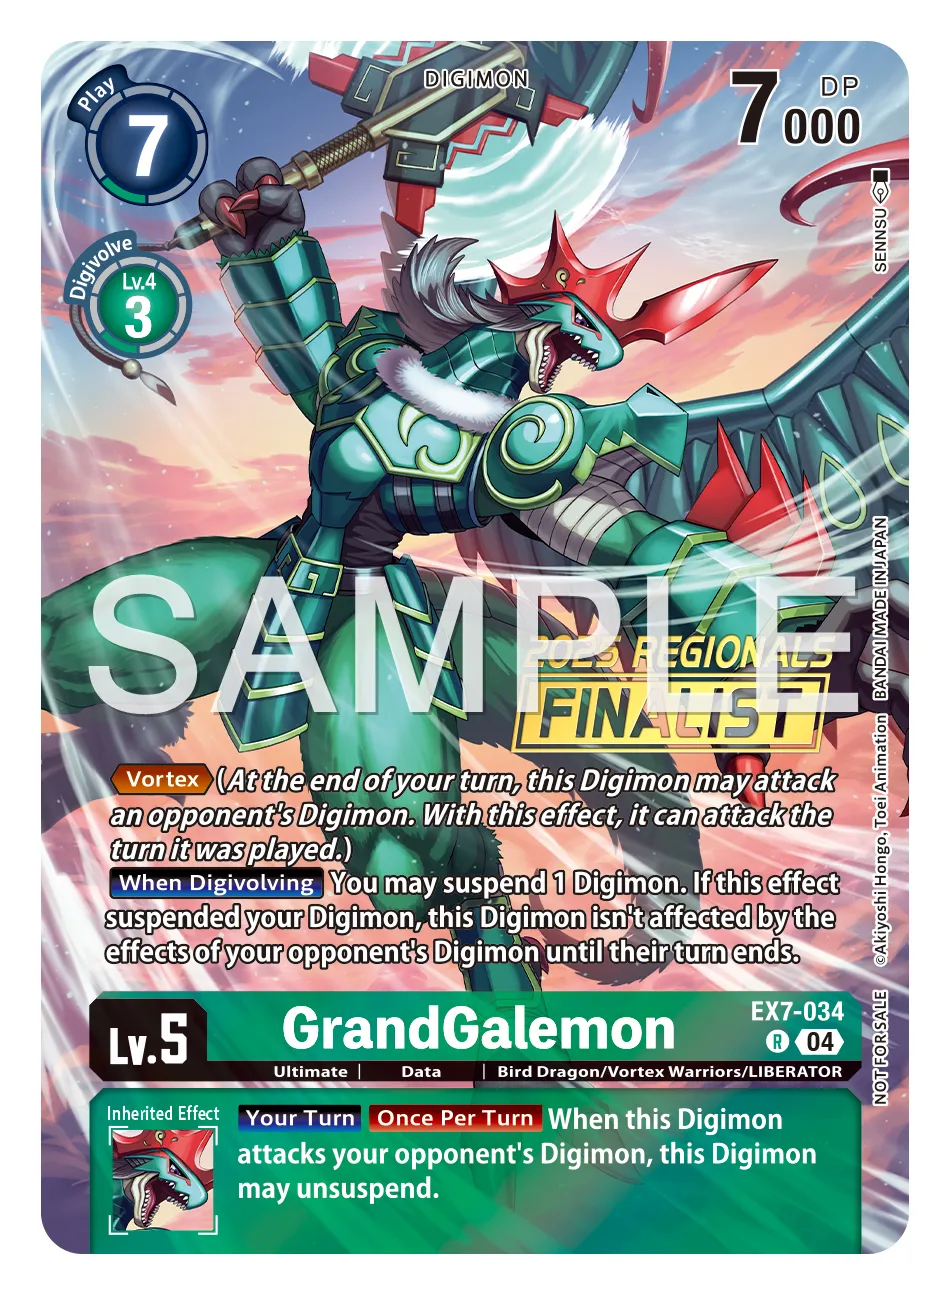 DIGIMON
Play
7
7000
DP
Digivolve
Lv.4
3
SENNSU
BANDAI MADE IN JAPAN
SAMPLE
2025 REGIONALS
FINALIST
Vortex (At the end of your turn, this Digimon may attack
an opponent's Digimon. With this effect, it can attack the
turn it was played.)
When Digivolving You may suspend 1 Digimon. If this effect
suspended your Digimon, this Digimon isn't affected by the
effects of your opponent's Digimon until their turn ends.
©Akiyoshi Hongo, Toei Animation
NOT FOR SALE
Lv.5
GrandGalemon
EX7-034
R 04
Ultimate | Data | Bird Dragon/Vortex Warriors/LIBERATOR
Inherited Effect
Your Turn Once Per Turn When this Digimon
attacks your opponent's Digimon, this Digimon
may unsuspend.